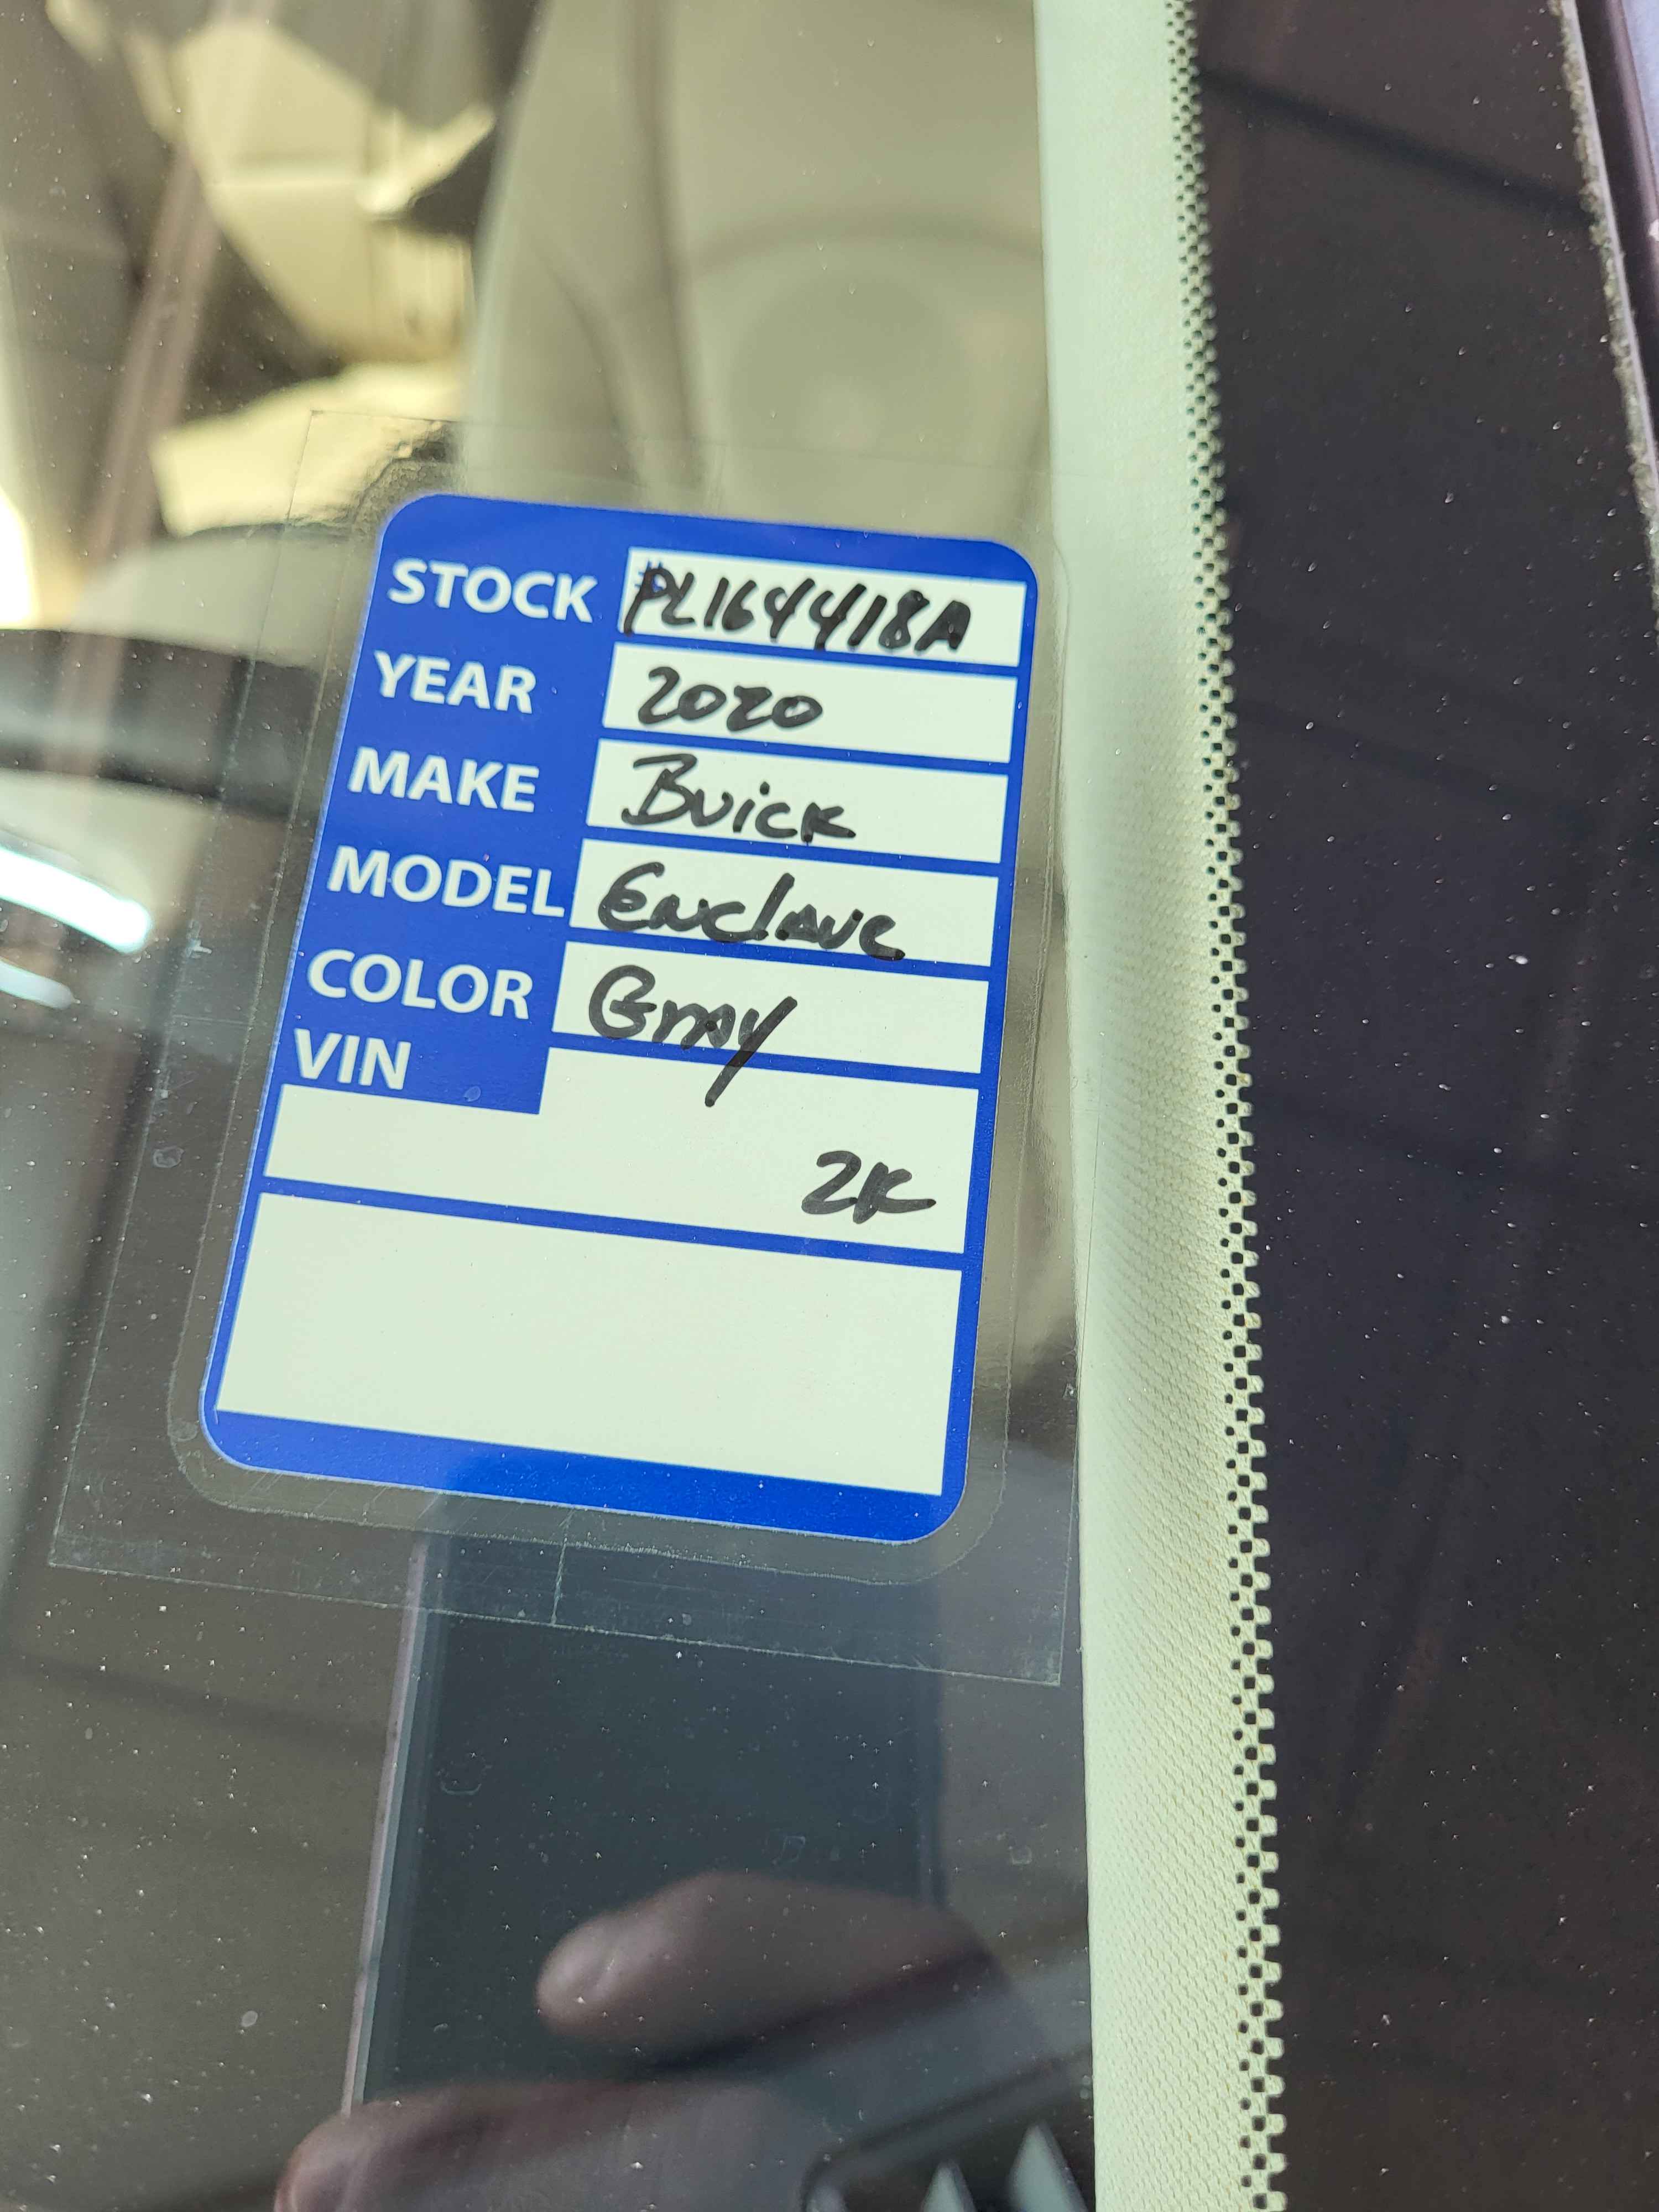 STOCK # PL164418A
YEAR 2020
MAKE Buick
MODEL Enclave
COLOR Gray
VIN
2K